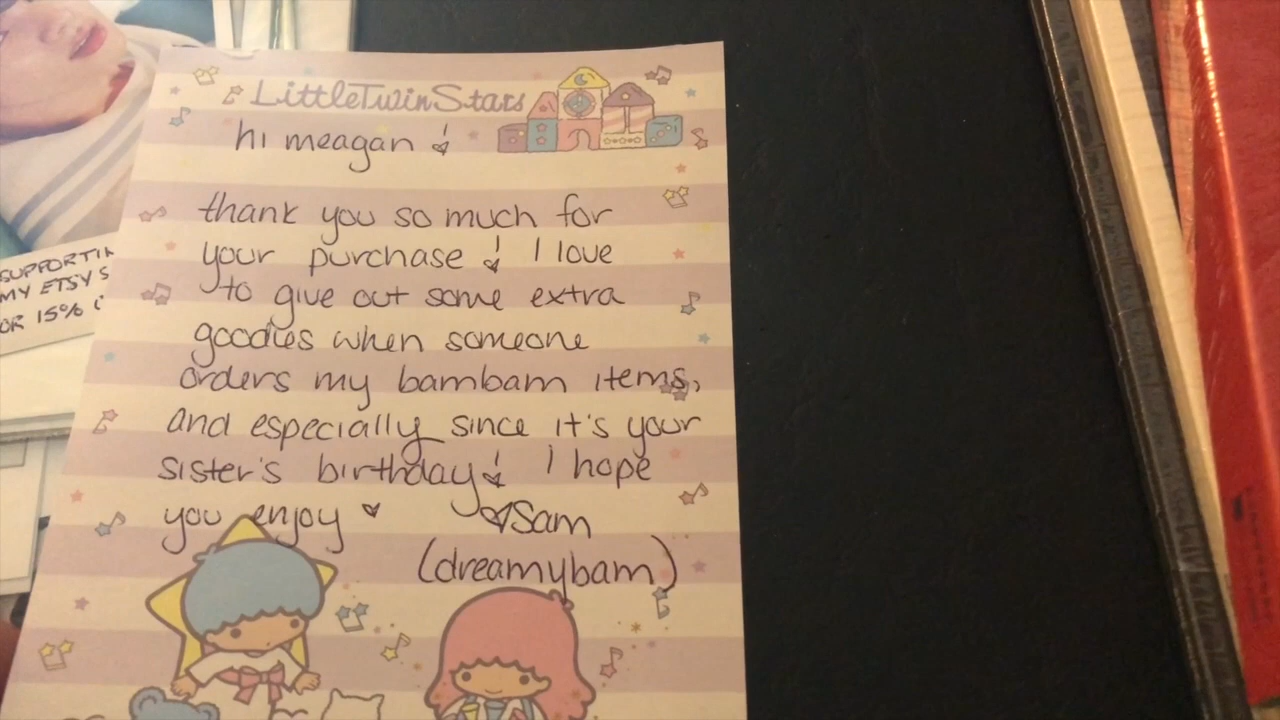 LittleTwinStars
hi meagan!
thank you so much for
your purchase! I love
to give out some extra
goodies when someone
orders my bambam items,
and especially since it's your
sister's birthday! I hope
you enjoy ♥ ♥Sam
(dreamybam)
SUPPORTIN
MY ETSY S
OR 15%